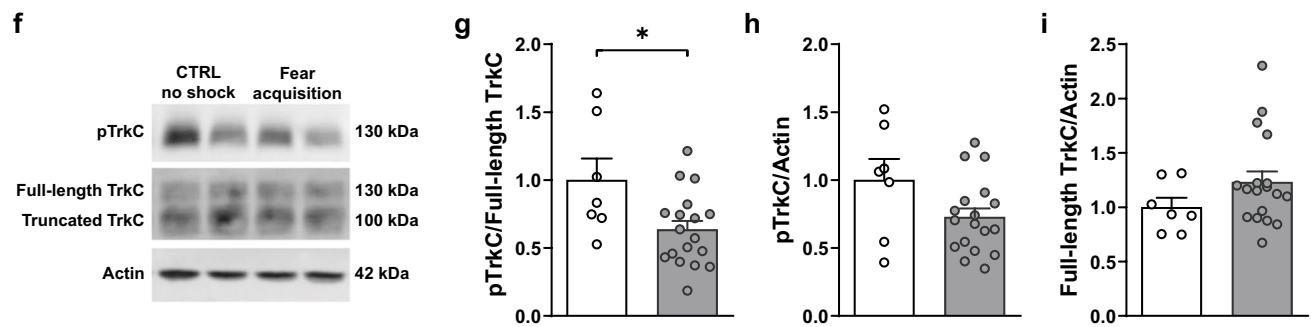 f
CTRL
no shock
Fear
acquisition
pTrkC
130 kDa
Full-length TrkC
130 kDa
Truncated TrkC
100 kDa
Actin
42 kDa
g
pTrkC/Full-length TrkC
2.0
1.5
1.0
0.5
0.0
*
h
pTrkC/Actin
2.0
1.5
1.0
0.5
0.0
i
Full-length TrkC/Actin
2.5
2.0
1.5
1.0
0.5
0.0